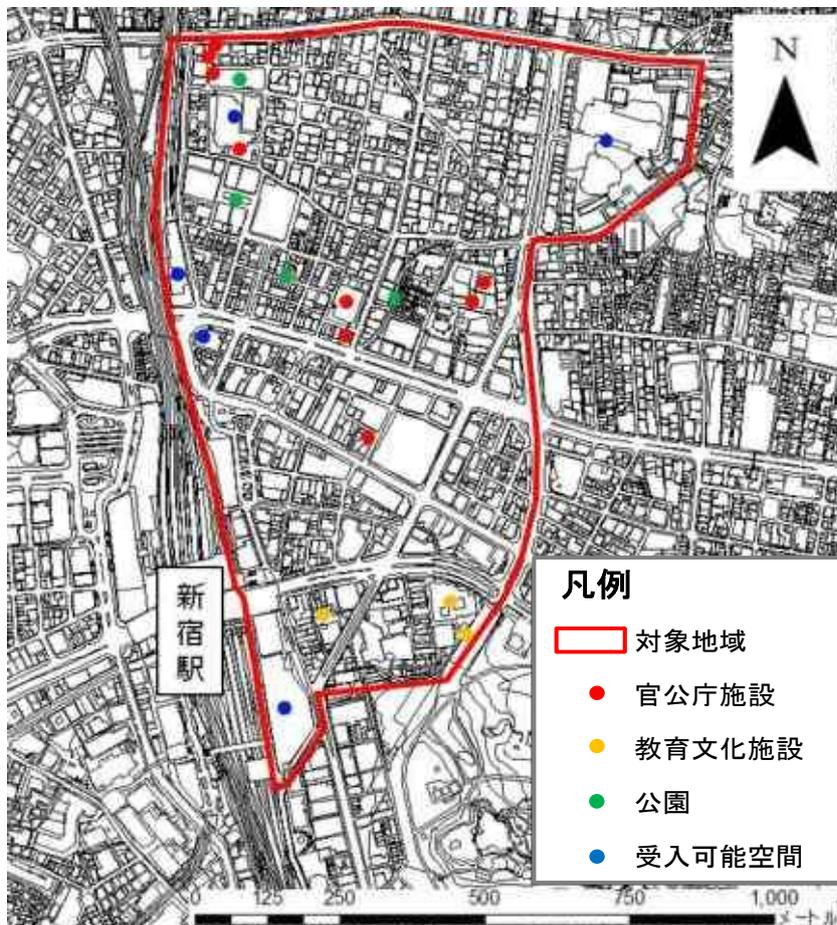 N
新宿駅
凡例
対象地域
官公庁施設
教育文化施設
公園
受入可能空間
0 125 250 500 750 1,000
メートル